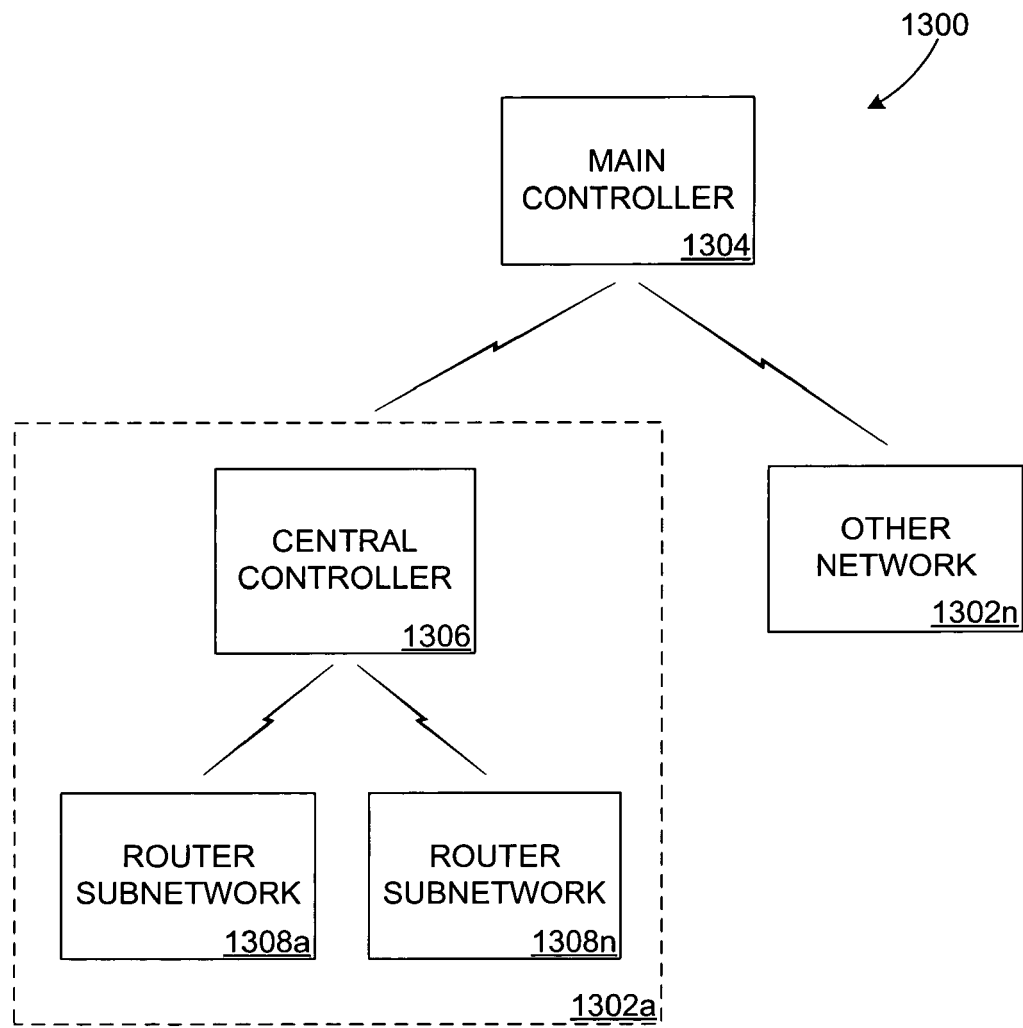 1300
MAIN
CONTROLLER
1304
CENTRAL
CONTROLLER
1306
OTHER
NETWORK
1302n
ROUTER
SUBNETWORK
1308a
ROUTER
SUBNETWORK
1308n
1302a